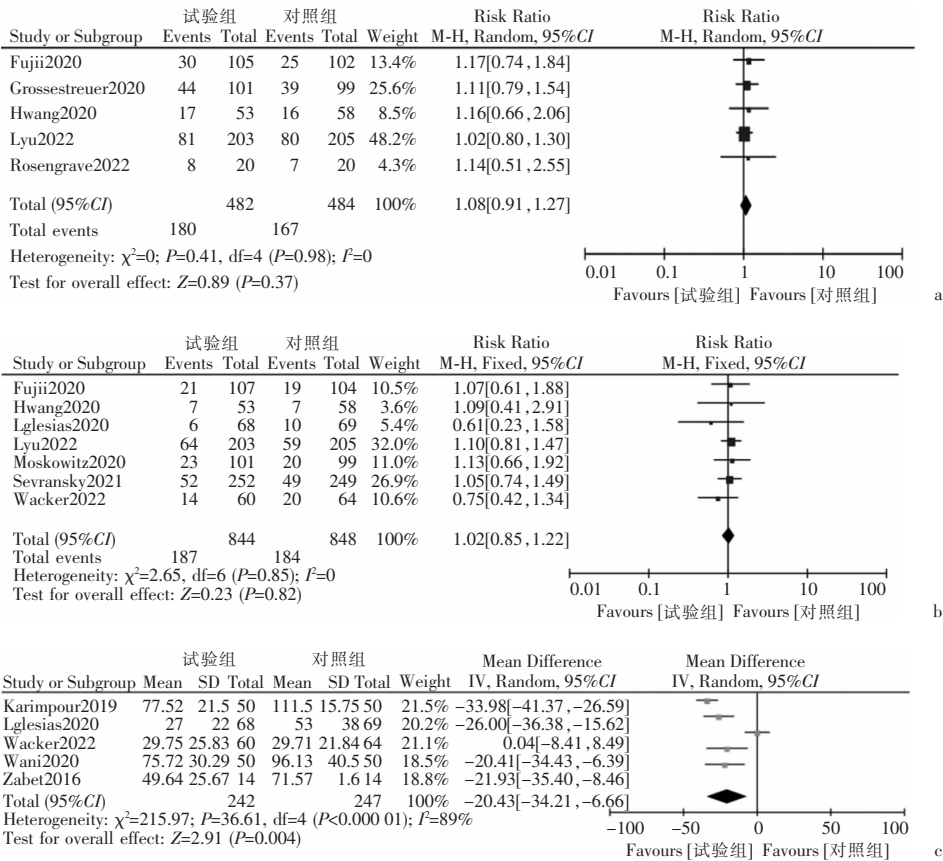 试验组 对照组 Risk Ratio Risk Ratio
Study or Subgroup Events Total Events Total Weight M-H, Random, 95%CI M-H, Random, 95%CI
Fujii2020 30 105 25 102 13.4% 1.17[0.74,1.84]
Grossestreuer2020 44 101 39 99 25.6% 1.11[0.79,1.54]
Hwang2020 17 53 16 58 8.5% 1.16[0.66,2.06]
Lyu2022 81 203 80 205 48.2% 1.02[0.80,1.30]
Rosengrave2022 8 20 7 20 4.3% 1.14[0.51,2.55]
Total (95%CI) 482 484 100% 1.08[0.91,1.27]
Total events 180 167
Heterogeneity: χ²=0; P=0.41, df=4 (P=0.98); I²=0
Test for overall effect: Z=0.89 (P=0.37)
0.01 0.1 1 10 100
Favours [试验组] Favours [对照组]
a
试验组 对照组 Risk Ratio Risk Ratio
Study or Subgroup Events Total Events Total Weight M-H, Fixed, 95%CI M-H, Fixed, 95%CI
Fujii2020 21 107 19 104 10.5% 1.07[0.61,1.88]
Hwang2020 7 53 7 58 3.6% 1.09[0.41,2.91]
Lglesias2020 6 68 10 69 5.4% 0.61[0.23,1.58]
Lyu2022 64 203 59 205 32.0% 1.10[0.81,1.47]
Moskowitz2020 23 101 20 99 11.0% 1.13[0.66,1.92]
Sevransky2021 52 252 49 249 26.9% 1.05[0.74,1.49]
Wacker2022 14 60 20 64 10.6% 0.75[0.42,1.34]
Total (95%CI) 844 848 100% 1.02[0.85,1.22]
Total events 187 184
Heterogeneity: χ²=2.65, df=6 (P=0.85); I²=0
Test for overall effect: Z=0.23 (P=0.82)
0.01 0.1 1 10 100
Favours [试验组] Favours [对照组]
b
试验组 对照组 Mean Difference Mean Difference
Study or Subgroup Mean SD Total Mean SD Total Weight IV, Random, 95%CI IV, Random, 95%CI
Karimpour2019 77.52 21.5 50 111.5 15.75 50 21.5% -33.98[-41.37,-26.59]
Lglesias2020 27 22 68 53 38 69 20.2% -26.00[-36.38,-15.62]
Wacker2022 29.75 25.83 60 29.71 21.84 64 21.1% 0.04[-8.41,8.49]
Wani2020 75.72 30.29 50 96.13 40.5 50 18.5% -20.41[-34.43,-6.39]
Zabet2016 49.64 25.67 14 71.57 1.6 14 18.8% -21.93[-35.40,-8.46]
Total (95%CI) 242 247 100% -20.43[-34.21,-6.66]
Heterogeneity: χ²=215.97; P=36.61, df=4 (P<0.000 01); I²=89%
Test for overall effect: Z=2.91 (P=0.004)
-100 -50 0 50 100
Favours [试验组] Favours [对照组]
c